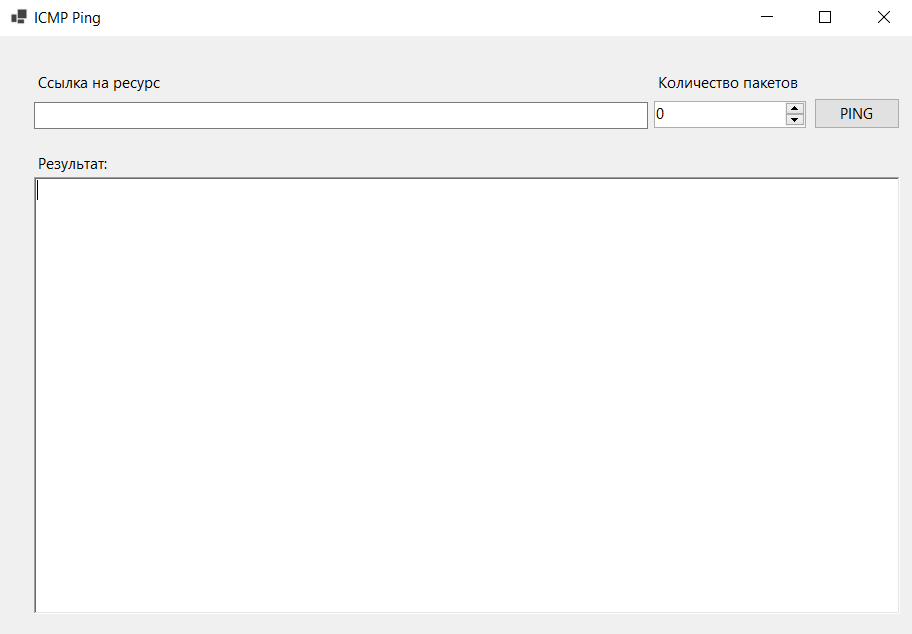 ICMP Ping
Ссылка на ресурс
Количество пакетов
0
PING
Результат: